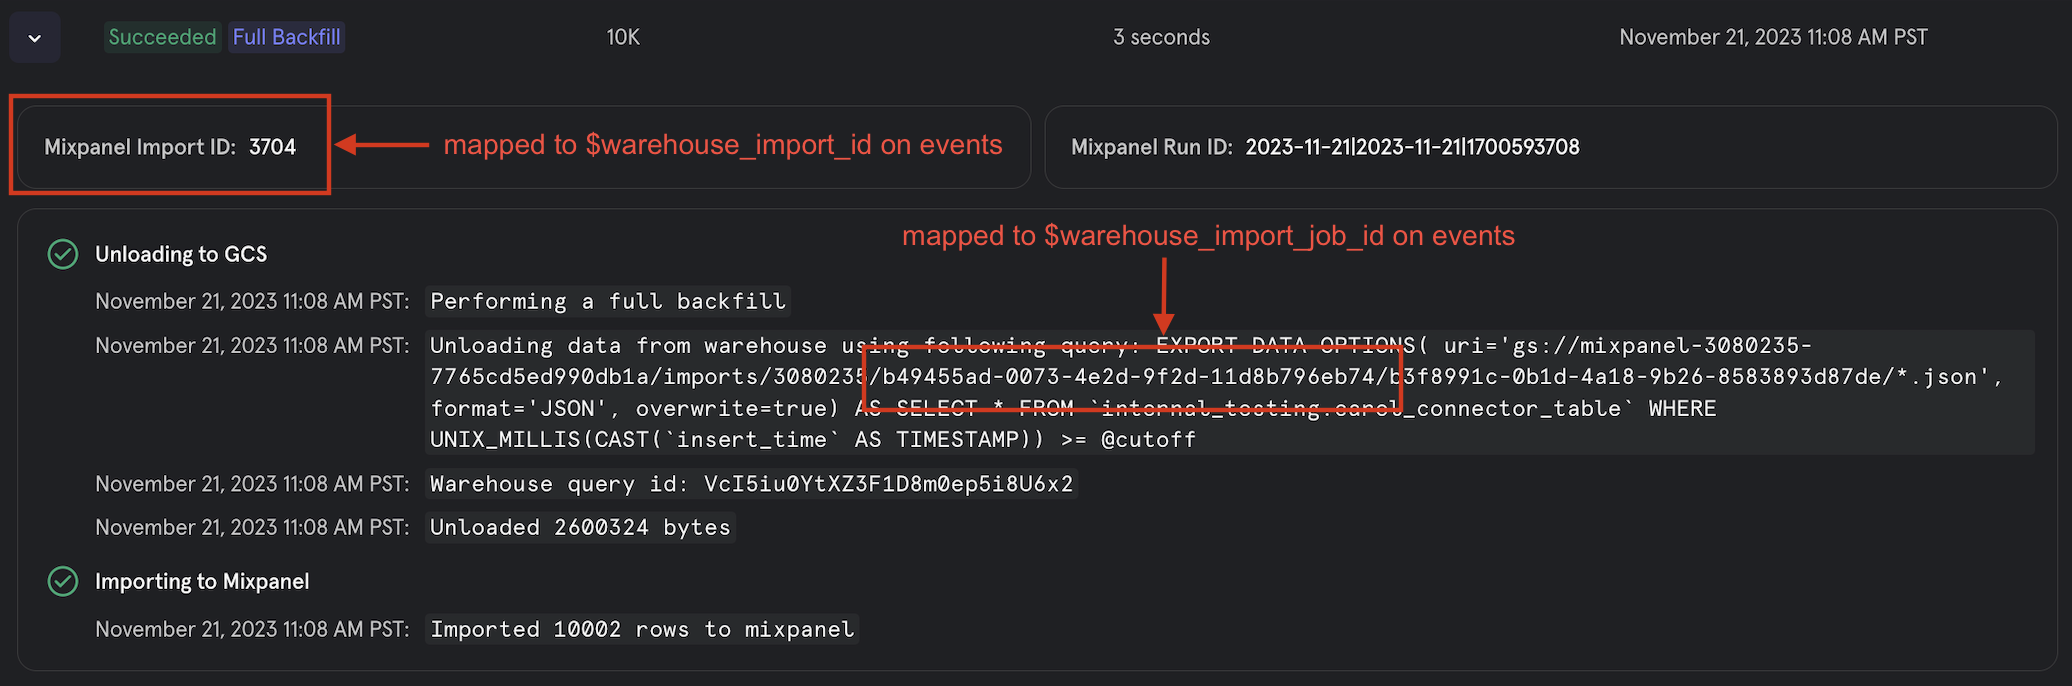 Succeeded Full Backfill 10K 3 seconds November 21, 2023 11:08 AM PST
Mixpanel Import ID: 3704 mapped to $warehouse_import_id on events Mixpanel Run ID: 2023-11-21|2023-11-21|1700593708
mapped to $warehouse_import_job_id on events
Unloading to GCS
November 21, 2023 11:08 AM PST: Performing a full backfill
November 21, 2023 11:08 AM PST: Unloading data from warehouse using following query: EXPORT DATA OPTIONS( uri='gs://mixpanel-3080235-
7765cd5ed990db1a/imports/3080235/b49455ad-0073-4e2d-9f2d-11d8b796eb74/b3f8991c-0b1d-4a18-9b26-8583893d87de/*.json',
format='JSON', overwrite=true) AS SELECT * FROM `internal_testing.canol_connector_table` WHERE
UNIX_MILLIS(CAST(`insert_time` AS TIMESTAMP)) >= @cutoff
November 21, 2023 11:08 AM PST: Warehouse query id: VcI5iu0YtXZ3F1D8m0ep5i8U6x2
November 21, 2023 11:08 AM PST: Unloaded 2600324 bytes
Importing to Mixpanel
November 21, 2023 11:08 AM PST: Imported 10002 rows to mixpanel